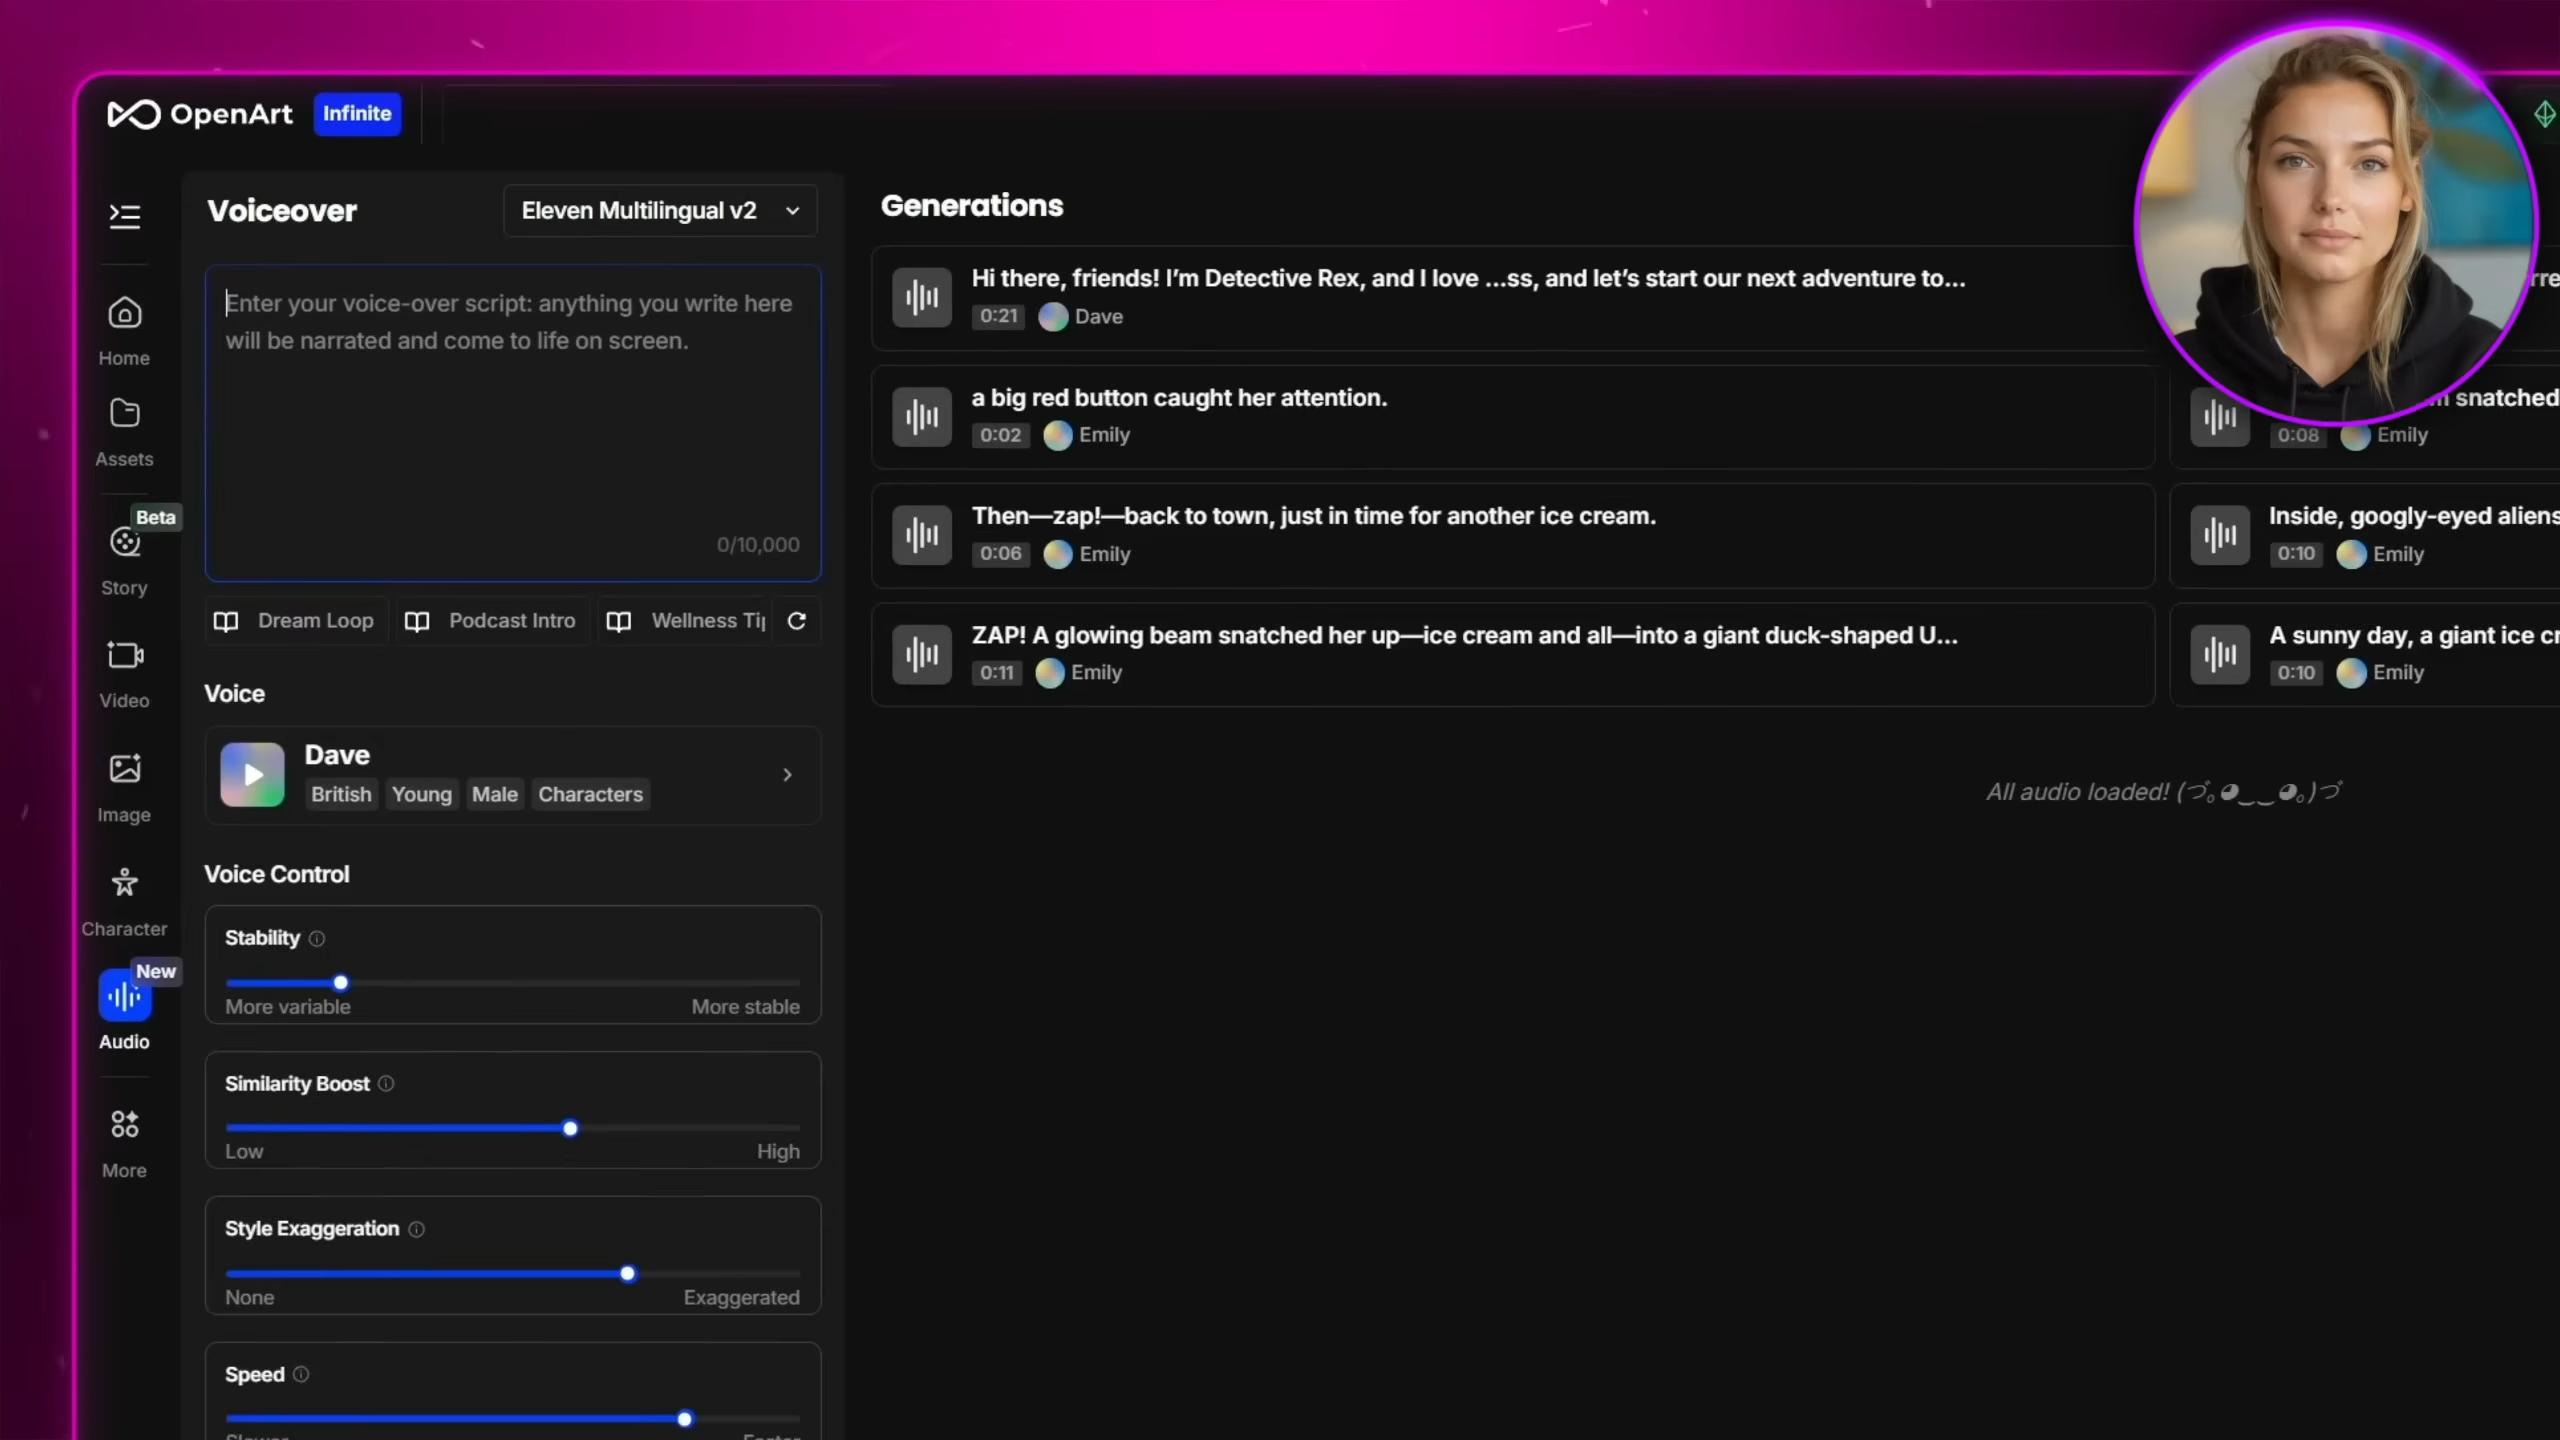 OpenArt Infinite
Home
Assets
Beta
Story
Video
Image
Character
New
Audio
More
Voiceover
Eleven Multilingual v2
Enter your voice-over script: anything you write here
will be narrated and come to life on screen.
0/10,000
Dream Loop Podcast Intro Wellness
Voice
Dave
British Young Male Characters
Voice Control
Stability
More variable More stable
Similarity Boost
Low High
Style Exaggeration
None Exaggerated
Speed
Generations
Hi there, friends! I'm Detective Rex, and I love ...ss, and let's start our next adventure to...
0:21 Dave
a big red button caught her attention.
0:02 Emily
snatched
0:08 Emily
Then—zap!—back to town, just in time for another ice cream.
0:06 Emily
Inside, googly-eyed aliens
0:10 Emily
ZAP! A glowing beam snatched her up—ice cream and all—into a giant duck-shaped U...
0:11 Emily
A sunny day, a giant ice
0:10 Emily
All audio loaded! (づ｡◕‿‿◕｡)づ